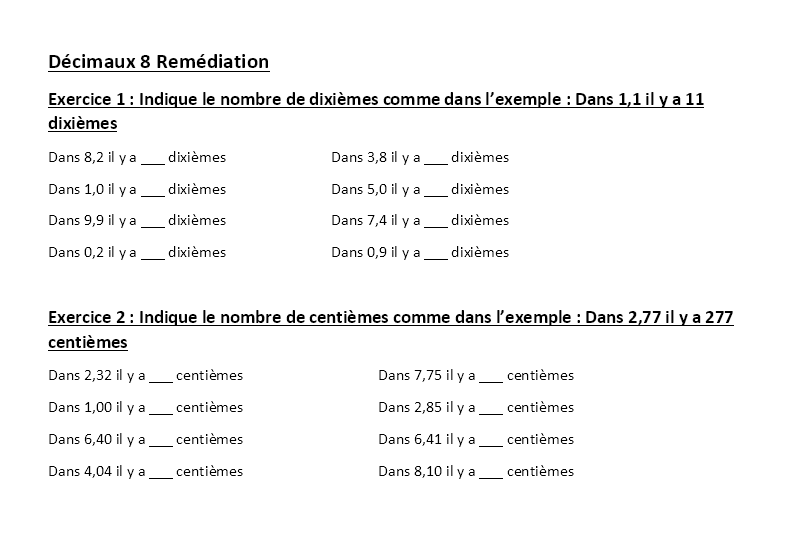 Décimaux 8 Remédiation
Exercice 1 : Indique le nombre de dixièmes comme dans l’exemple : Dans 1,1 il y a 11
dixièmes
Dans 8,2 il y a ___ dixièmes Dans 3,8 il y a ___ dixièmes
Dans 1,0 il y a ___ dixièmes Dans 5,0 il y a ___ dixièmes
Dans 9,9 il y a ___ dixièmes Dans 7,4 il y a ___ dixièmes
Dans 0,2 il y a ___ dixièmes Dans 0,9 il y a ___ dixièmes
Exercice 2 : Indique le nombre de centièmes comme dans l’exemple : Dans 2,77 il y a 277
centièmes
Dans 2,32 il y a ___ centièmes Dans 7,75 il y a ___ centièmes
Dans 1,00 il y a ___ centièmes Dans 2,85 il y a ___ centièmes
Dans 6,40 il y a ___ centièmes Dans 6,41 il y a ___ centièmes
Dans 4,04 il y a ___ centièmes Dans 8,10 il y a ___ centièmes